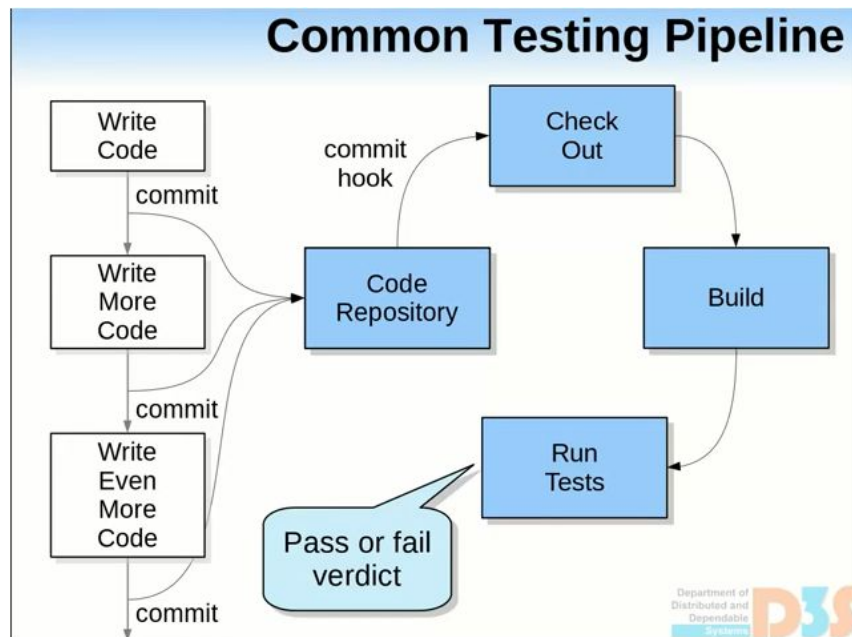 Common Testing Pipeline
Write
Code
commit
Write
More
Code
commit
Write
Even
More
Code
commit
Code
Repository
commit
hook
Check
Out
Build
Run
Tests
Pass or fail
verdict
Department of
Distributed and
Dependable
Systems
D3S